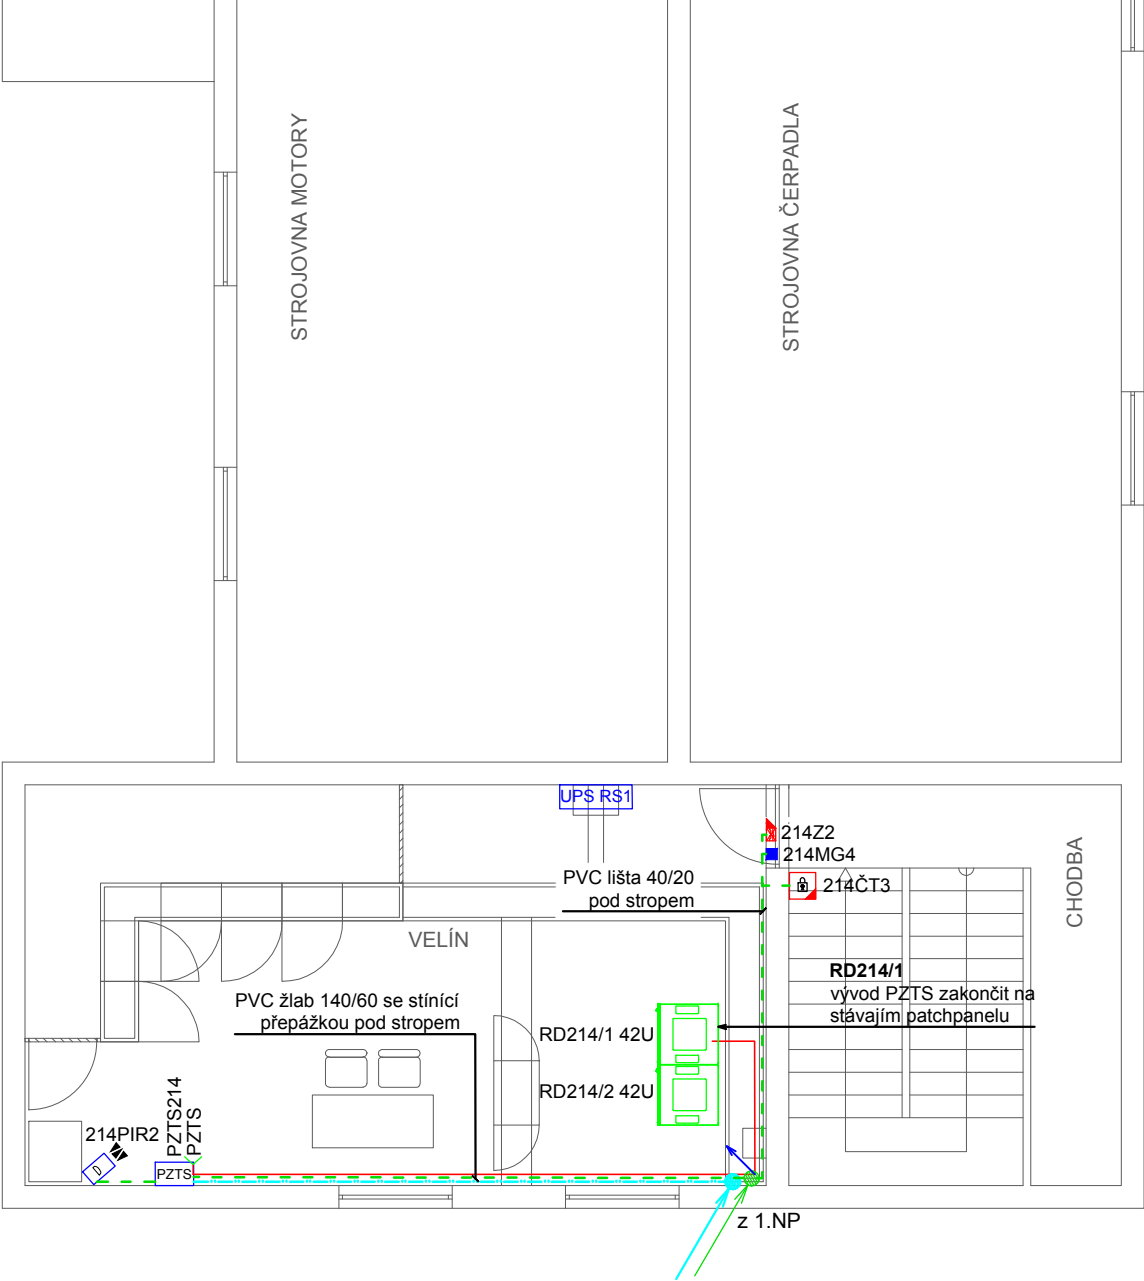 STROJOVNA MOTORY
STROJOVNA ČERPADLA
UPS RS1
214Z2
214MG4
214ČT3
CHODBA
PVC lišta 40/20
pod stropem
VELÍN
RD214/1
vývod PZTS zakončit na
stávajím patchpanelu
PVC žlab 140/60 se stínící
přepážkou pod stropem
RD214/1 42U
RD214/2 42U
PZTS214
PZTS
214PIR2
D
PZTS
z 1.NP